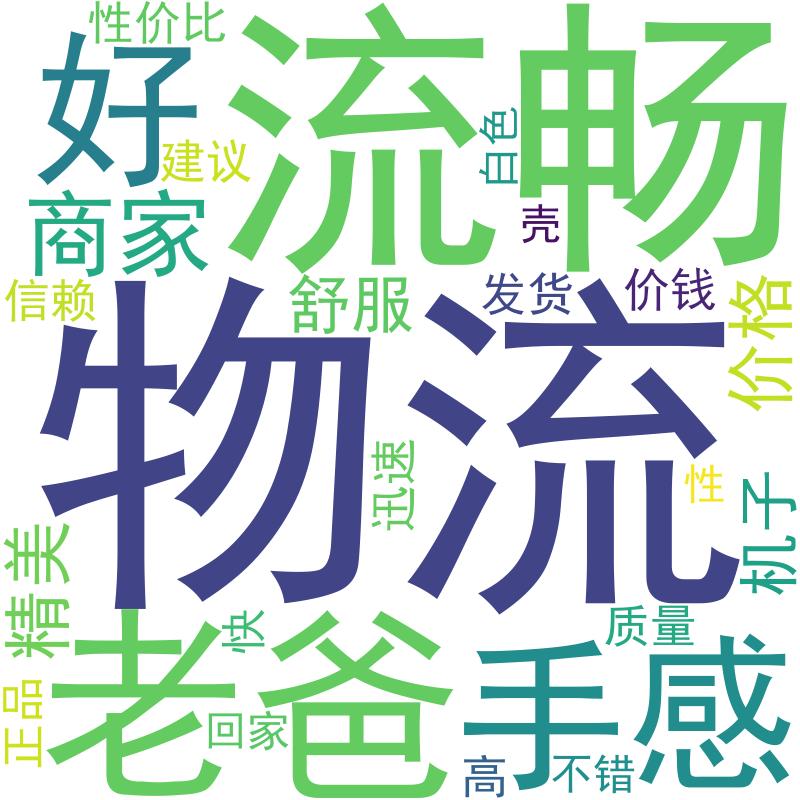 性价比
好
流畅
建议
白色
商家
壳
信赖
舒服
发货
价钱
价格
物流
迅速
性
机子
精美
老爸
快
质量
手感
正品
回家
高
不错